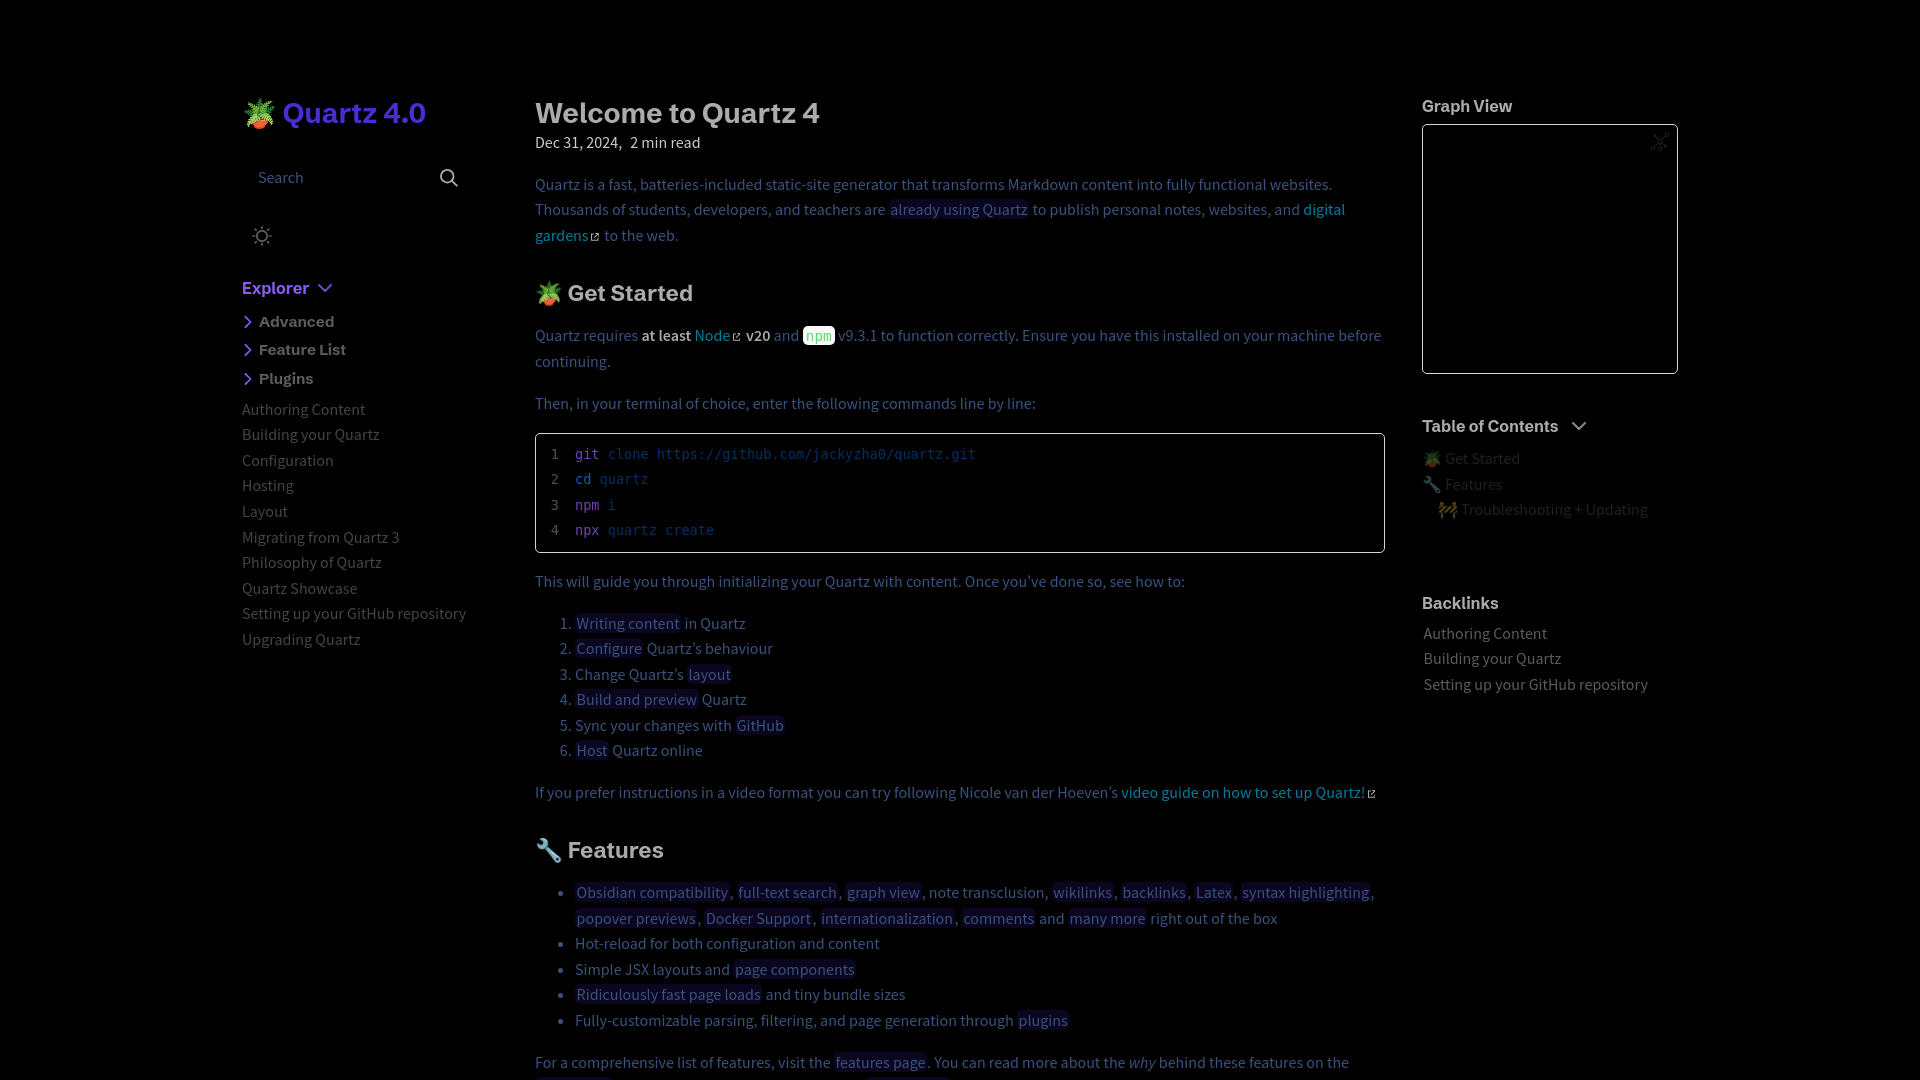 🪴 Quartz 4.0
Search
Explorer
Advanced
Feature List
Plugins
Authoring Content
Building your Quartz
Configuration
Hosting
Layout
Migrating from Quartz 3
Philosophy of Quartz
Quartz Showcase
Setting up your GitHub repository
Upgrading Quartz
Welcome to Quartz 4
Dec 31, 2024, 2 min read
Quartz is a fast, batteries-included static-site generator that transforms Markdown content into fully functional websites.
Thousands of students, developers, and teachers are already using Quartz to publish personal notes, websites, and digital
gardens to the web.
🪴 Get Started
Quartz requires at least Node v20 and npm v9.3.1 to function correctly. Ensure you have this installed on your machine before
continuing.
Then, in your terminal of choice, enter the following commands line by line:
1 git clone https://github.com/jackyzha0/quartz.git
2 cd quartz
3 npm i
4 npx quartz create
This will guide you through initializing your Quartz with content. Once you’ve done so, see how to:
1. Writing content in Quartz
2. Configure Quartz’s behaviour
3. Change Quartz’s layout
4. Build and preview Quartz
5. Sync your changes with GitHub
6. Host Quartz online
If you prefer instructions in a video format you can try following Nicole van der Hoeven’s video guide on how to set up Quartz!
🔧 Features
• Obsidian compatibility, full-text search, graph view, note transclusion, wikilinks, backlinks, Latex, syntax highlighting,
popover previews, Docker Support, internationalization, comments and many more right out of the box
• Hot-reload for both configuration and content
• Simple JSX layouts and page components
• Ridiculously fast page loads and tiny bundle sizes
• Fully-customizable parsing, filtering, and page generation through plugins
For a comprehensive list of features, visit the features page. You can read more about the why behind these features on the
Graph View
Table of Contents
🪴 Get Started
🔧 Features
🚧 Troubleshooting + Updating
Backlinks
Authoring Content
Building your Quartz
Setting up your GitHub repository